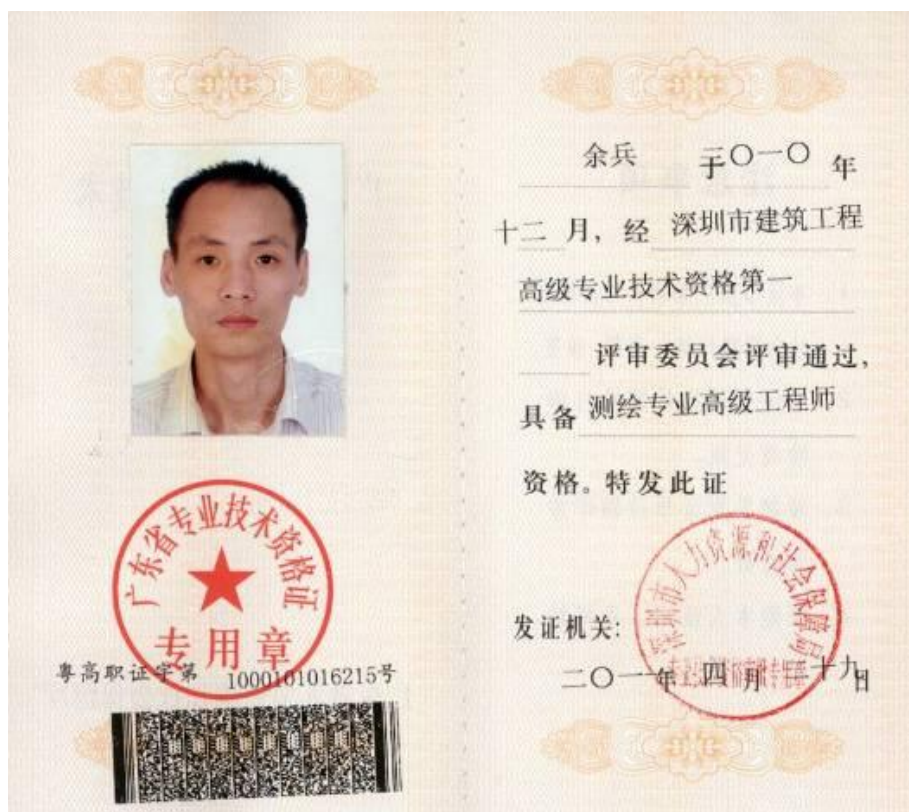 广东省专业技术资格证
专用章
粤高职证字第 1000101016215号
余兵 于二〇一〇 年
十二 月，经 深圳市建筑工程
高级专业技术资格第一
评审委员会评审通过，
具备 测绘专业高级工程师
资格。特发此证
深圳市人力资源和社会保障局
发证机关：
二〇一一年 四 月 二十九日